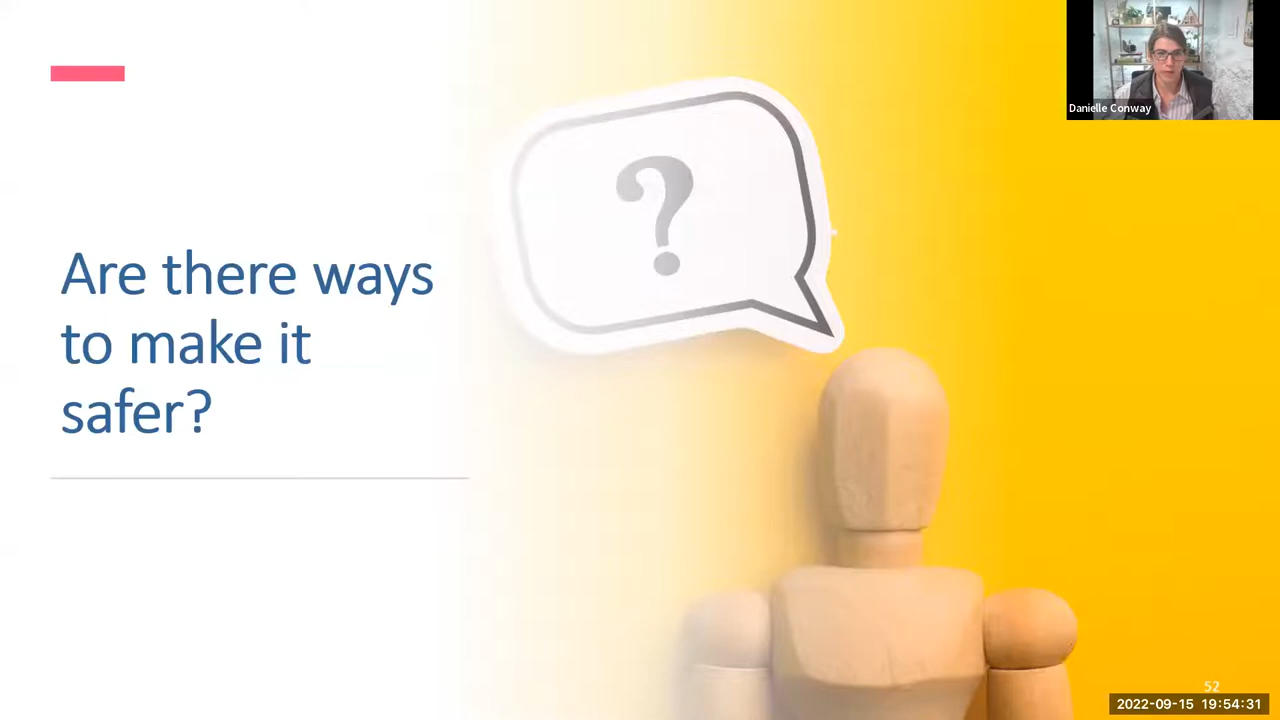 Danielle Conway
?
Are there ways
to make it
safer?
52
2022-09-15 19:54:31